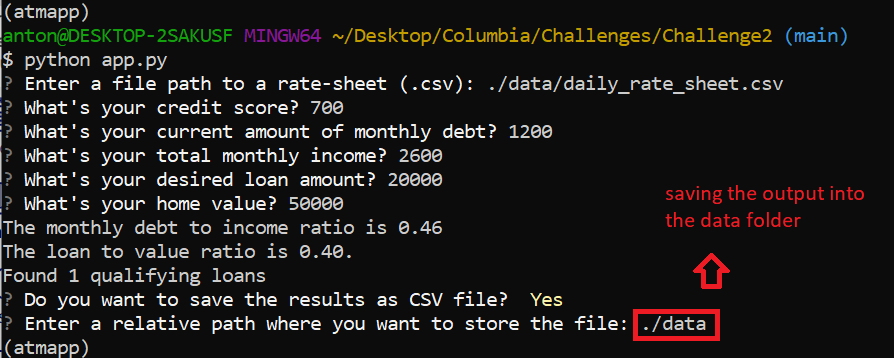 (atmapp)
anton@DESKTOP-2SAKUSF MINGW64 ~/Desktop/Columbia/Challenges/Challenge2 (main)
$ python app.py
? Enter a file path to a rate-sheet (.csv): ./data/daily_rate_sheet.csv
? What's your credit score? 700
? What's your current amount of monthly debt? 1200
? What's your total monthly income? 2600
? What's your desired loan amount? 20000
? What's your home value? 50000
The monthly debt to income ratio is 0.46
The loan to value ratio is 0.40.
Found 1 qualifying loans
? Do you want to save the results as CSV file?  Yes
? Enter a relative path where you want to store the file: ./data
(atmapp)
saving the output into
the data folder